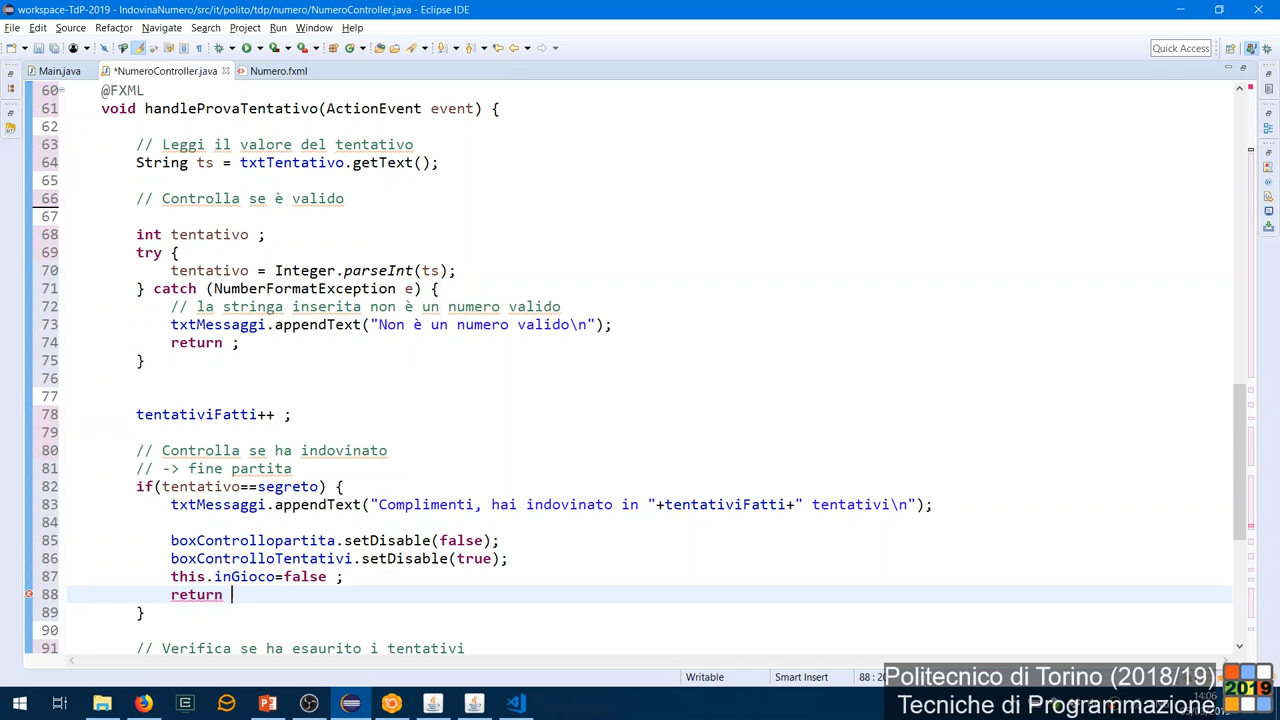 workspace-TdP-2019 - IndovinaNumero/src/it/polito/tdp/numero/NumeroController.java - Eclipse IDE
File Edit Source Refactor Navigate Search Project Run Window Help
Quick Access
Main.java *NumeroController.java Numero.fxml
60 @FXML
61 void handleProvaTentativo(ActionEvent event) {
62
63 // Leggi il valore del tentativo
64 String ts = txtTentativo.getText();
65
66 // Controlla se è valido
67
68 int tentativo ;
69 try {
70 tentativo = Integer.parseInt(ts);
71 } catch (NumberFormatException e) {
72 // la stringa inserita non è un numero valido
73 txtMessaggi.appendText("Non è un numero valido\n");
74 return ;
75 }
76
77
78 tentativiFatti++ ;
79
80 // Controlla se ha indovinato
81 // -> fine partita
82 if(tentativo==segreto) {
83 txtMessaggi.appendText("Complimenti, hai indovinato in "+tentativiFatti+" tentativi\n");
84
85 boxControllopartita.setDisable(false);
86 boxControlloTentativi.setDisable(true);
87 this.inGioco=false ;
88 return
89 }
90
91 // Verifica se ha esaurito i tentativi
Writable Smart Insert
Politecnico di Torino (2018/19)
Tecniche di Programmazione
2019
14:06